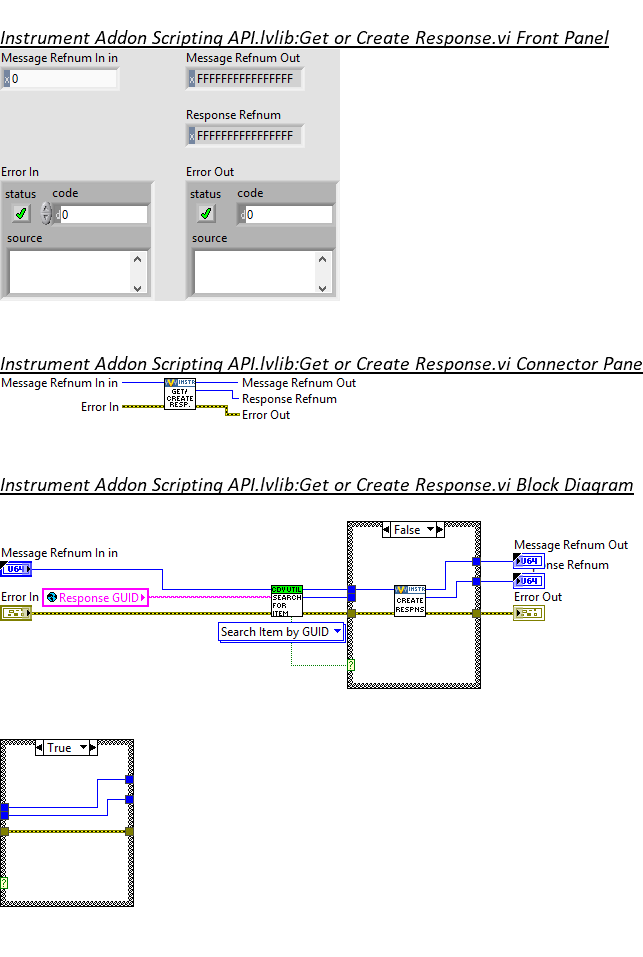 Instrument Addon Scripting API.lvlib:Get or Create Response.vi Front Panel
Message Refnum In in
Message Refnum Out
x 0
x FFFFFFFFFFFFFFFF
Response Refnum
x FFFFFFFFFFFFFFFF
Error In
Error Out
status code
status code
d 0
d 0
source
source
Instrument Addon Scripting API.lvlib:Get or Create Response.vi Connector Pane
Message Refnum In in
INSTR
GET/
CREATE
RESP.
Message Refnum Out
Response Refnum
Error In
Error Out
Instrument Addon Scripting API.lvlib:Get or Create Response.vi Block Diagram
False
Message Refnum Out
Message Refnum In in
U64
U64
nse Refnum
U64
Error In
Response GUID
SEARCH
FOR
ITEM
INSTR
CREATE
RESPNS
Error Out
Search Item by GUID
?
True
?